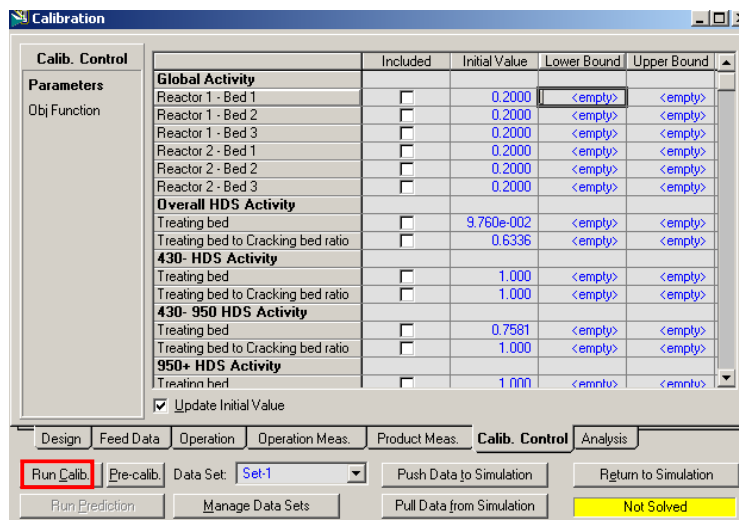 Calibration
Calib. Control
Parameters
Obj Function
Included Initial Value Lower Bound Upper Bound
Global Activity
Reactor 1 - Bed 1 0.2000 <empty> <empty>
Reactor 1 - Bed 2 0.2000 <empty> <empty>
Reactor 1 - Bed 3 0.2000 <empty> <empty>
Reactor 2 - Bed 1 0.2000 <empty> <empty>
Reactor 2 - Bed 2 0.2000 <empty> <empty>
Reactor 2 - Bed 3 0.2000 <empty> <empty>
Overall HDS Activity
Treating bed 9.760e-002 <empty> <empty>
Treating bed to Cracking bed ratio 0.6336 <empty> <empty>
430- HDS Activity
Treating bed 1.000 <empty> <empty>
Treating bed to Cracking bed ratio 1.000 <empty> <empty>
430- 950 HDS Activity
Treating bed 0.7581 <empty> <empty>
Treating bed to Cracking bed ratio 1.000 <empty> <empty>
950+ HDS Activity
Treating bed 1.000 <empty> <empty>
Update Initial Value
Design Feed Data Operation Operation Meas. Product Meas. Calib. Control Analysis
Run Calib. Pre-calib. Data Set: Set-1 Push Data to Simulation Return to Simulation
Run Prediction Manage Data Sets Pull Data from Simulation Not Solved